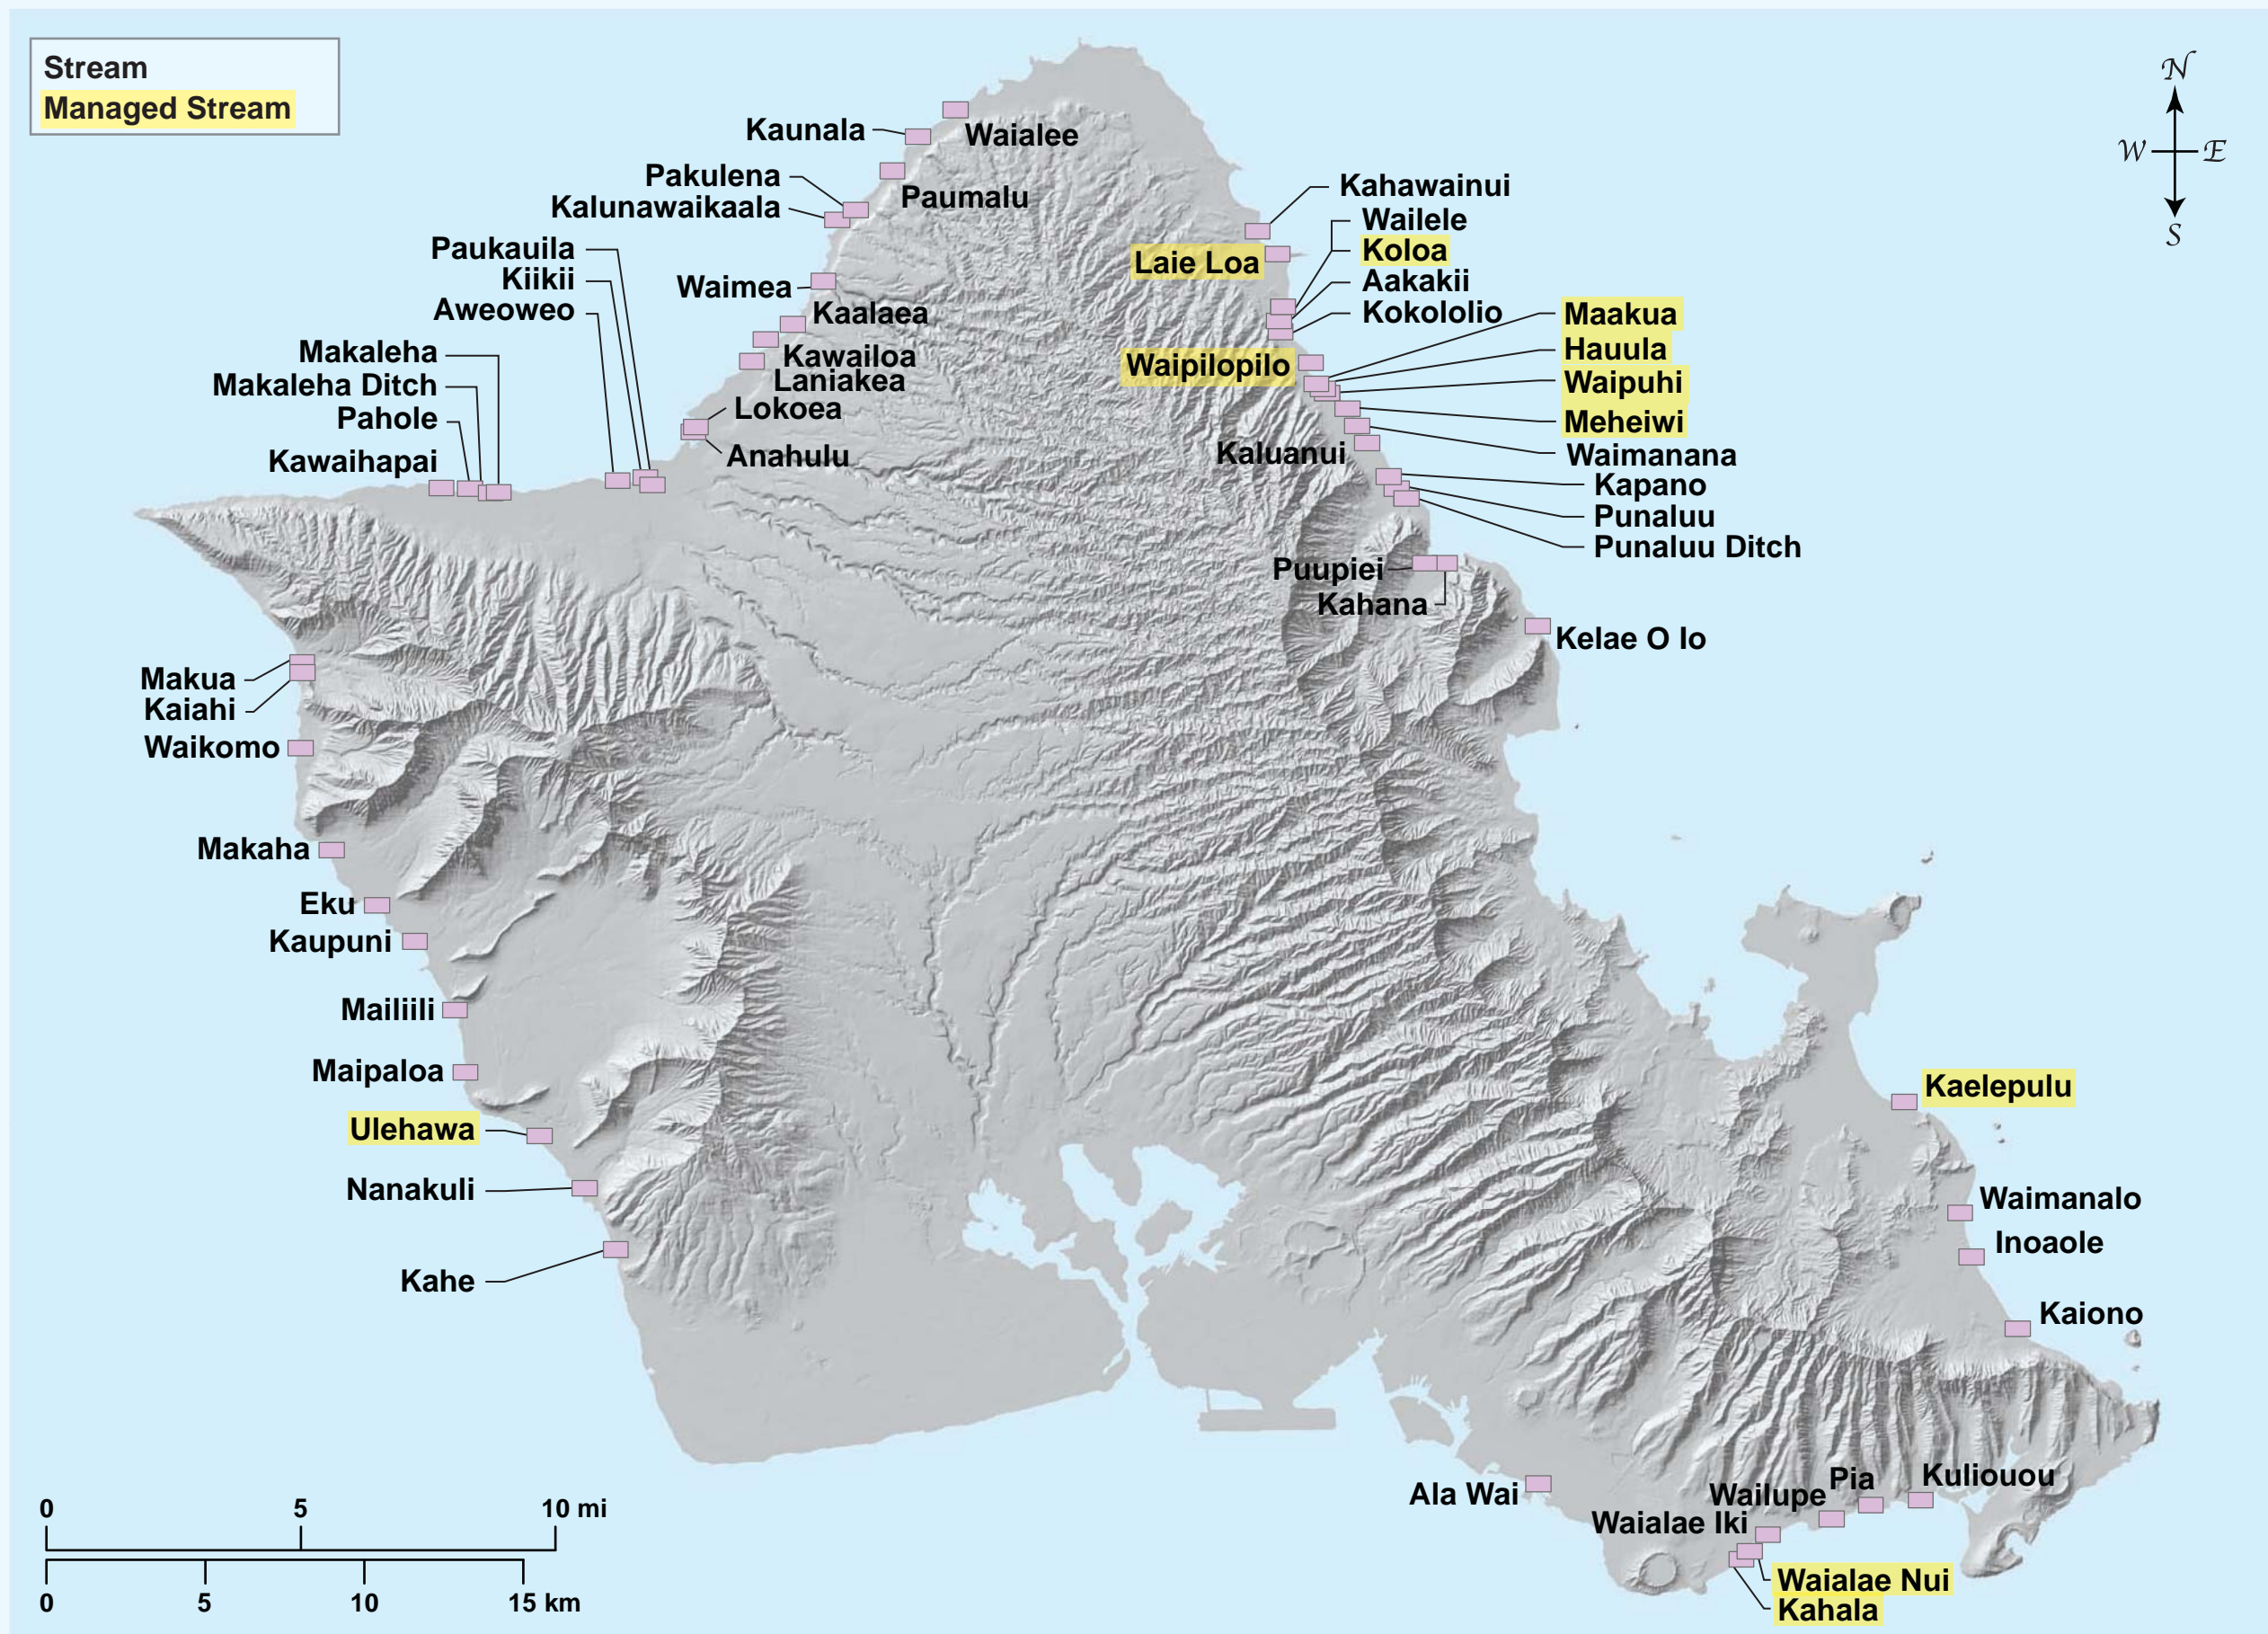 Stream
Managed Stream
N
W
E
S
Kaunala
Waialee
Pakulena
Paumalu
Kalunawaikaala
Kahawainui
Wailele
Koloa
Laie Loa
Aakakii
Kokololio
Paukauila
Kiikii
Aweoweo
Waimea
Kaalaea
Kawailoa
Laniakea
Lokoea
Anahulu
Makaleha
Makaleha Ditch
Pahole
Kawaihapai
Waipilopilo
Maakua
Hauula
Waipuhi
Meheiwi
Waimanana
Kaluanui
Kapano
Punaluu
Punaluu Ditch
Puupiei
Kahana
Kelae O Io
Makua
Kaiahi
Waikomo
Makaha
Eku
Kaupuni
Mailiili
Maipaloa
Ulehawa
Nanakuli
Kahe
Kaelepulu
Waimanalo
Inoaole
Kaiono
Ala Wai
Waialae Iki
Wailupe
Pia
Kuliouou
Waialae Nui
Kahala
0 5 10 mi
0 5 10 15 km